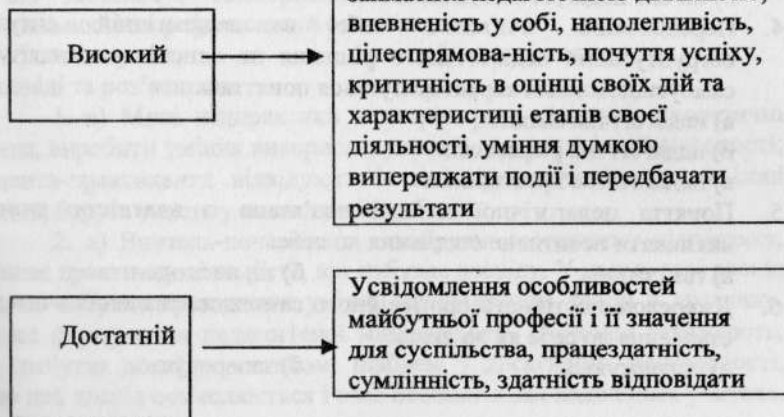 Високий
впевненість у собі, наполегливість,
цілеспрямова-ність, почуття успіху,
критичність в оцінці своїх дій та
характеристиці етапів своєї
діяльності, уміння думкою
випереджати події і передбачати
результати
Достатній
Усвідомлення особливостей
майбутньої професії і її значення
для суспільства, працездатність,
сумлінність, здатність відповідати